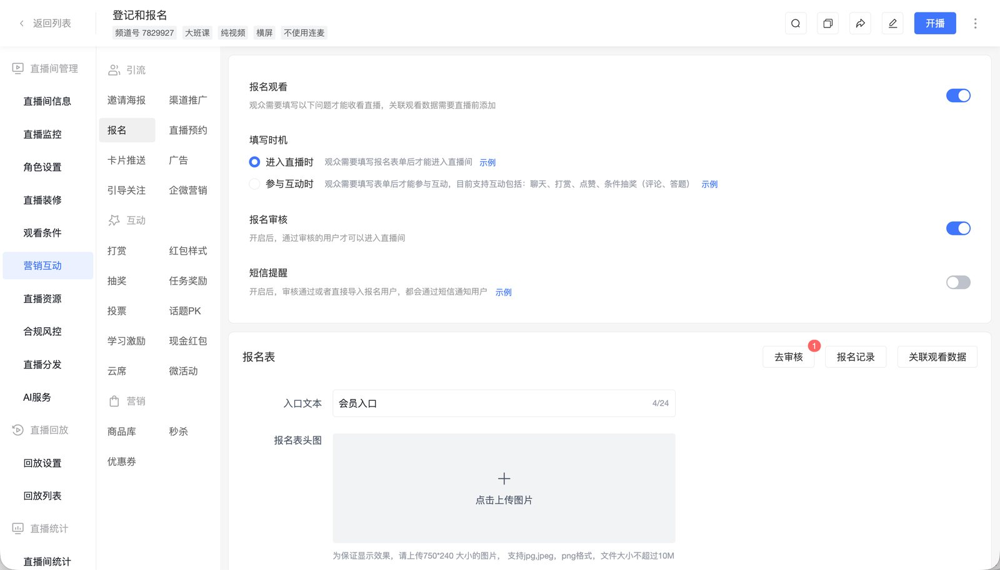 返回列表
登记和报名
频道号 7829927 大班课 纯视频 横屏 不使用连麦
开播
直播间管理
直播间信息
直播监控
角色设置
直播装修
观看条件
营销互动
直播资源
合规风控
直播分发
AI服务
直播回放
回放设置
回放列表
直播统计
直播间统计
引流
邀请海报 渠道推广
报名 直播预约
卡片推送 广告
引导关注 企微营销
互动
打赏 红包样式
抽奖 任务奖励
投票 话题PK
学习激励 现金红包
云席 微活动
营销
商品库 秒杀
优惠券
报名观看
观众需要填写以下问题才能收看直播，关联观看数据需要直播前添加
填写时机
进入直播时 观众需要填写报名表单后才能进入直播间 示例
参与互动时 观众需要填写表单后才能参与互动，目前支持互动包括：聊天、打赏、点赞、条件抽奖（评论、答题） 示例
报名审核
开启后，通过审核的用户才可以进入直播间
短信提醒
开启后，审核通过或者直接导入报名用户，都会通过短信通知用户 示例
报名表
去审核 1 报名记录 关联观看数据
入口文本 会员入口 4/24
报名表头图
点击上传图片
为保证显示效果，请上传750*240 大小的图片， 支持jpg,jpeg，png格式，文件大小不超过10M